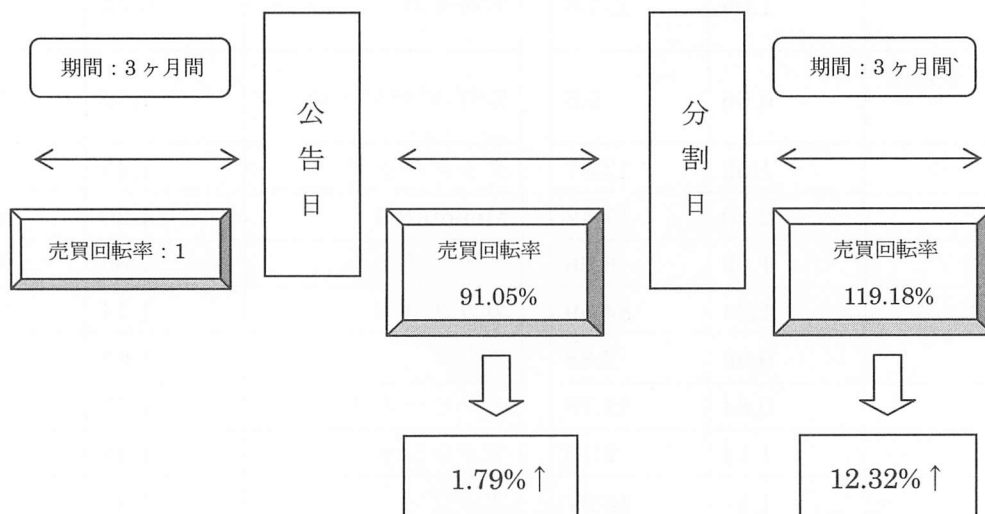 期間：3ヶ月間
公告日
分割日
期間：3ヶ月間
売買回転率：1
売買回転率
91.05%
売買回転率
119.18%
1.79%↑
12.32%↑